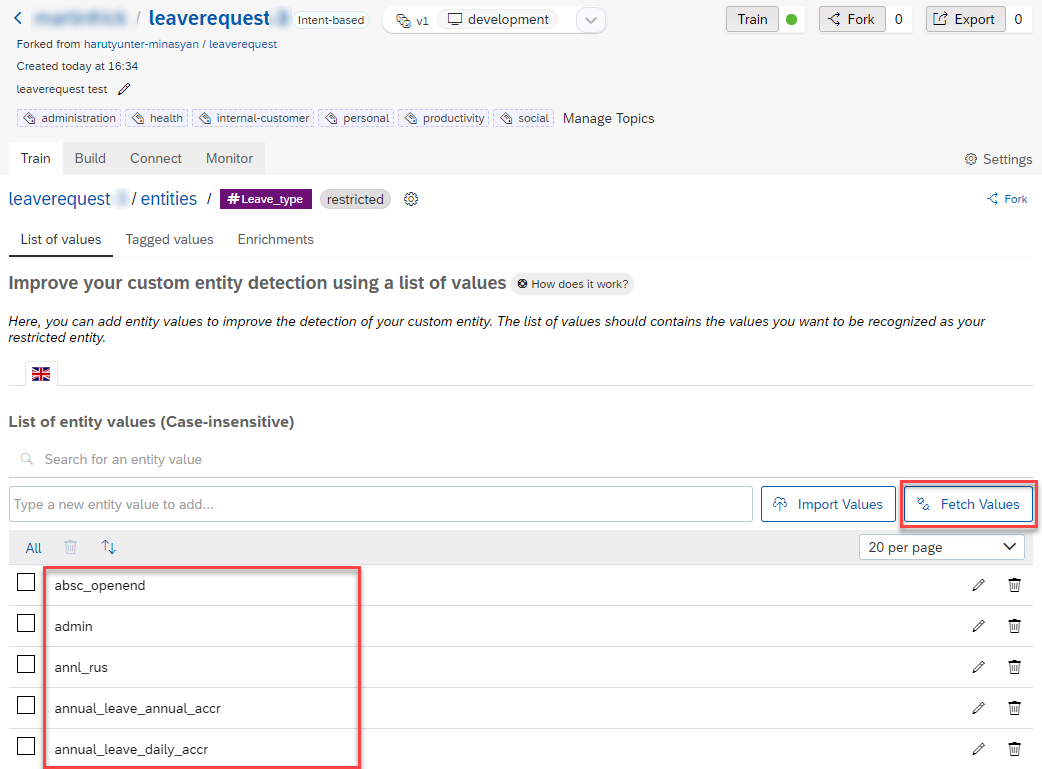 / leaverequest Intent-based v1 development Train Fork 0 Export 0
Forked from harutyunter-minasyan / leaverequest
Created today at 16:34
leaverequest test
administration health internal-customer personal productivity social Manage Topics
Train Build Connect Monitor Settings
leaverequest / entities / #Leave_type restricted Fork
List of values Tagged values Enrichments
Improve your custom entity detection using a list of values How does it work?
Here, you can add entity values to improve the detection of your custom entity. The list of values should contains the values you want to be recognized as your
restricted entity.
List of entity values (Case-insensitive)
Search for an entity value
Type a new entity value to add... Import Values Fetch Values
All 20 per page
absc_openend
admin
annl_rus
annual_leave_annual_accr
annual_leave_daily_accr